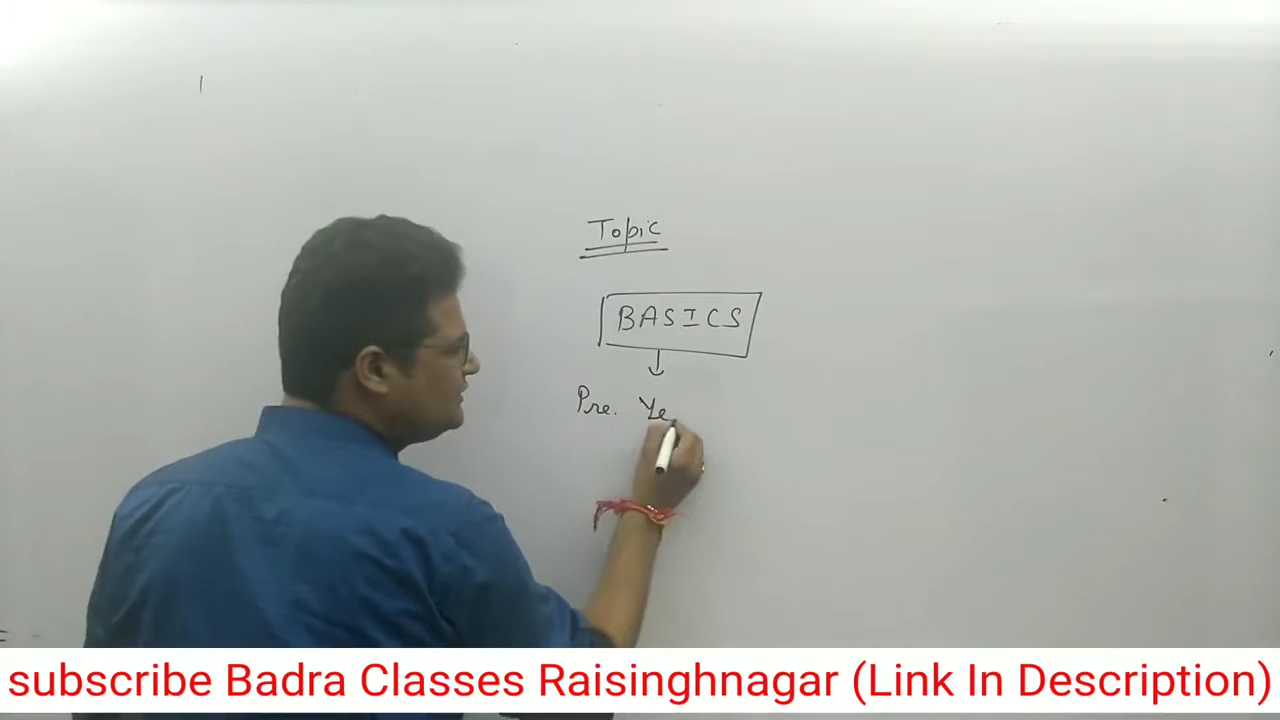 Topic
BASICS
Pre. Ye
subscribe Badra Classes Raisinghnagar (Link In Description)